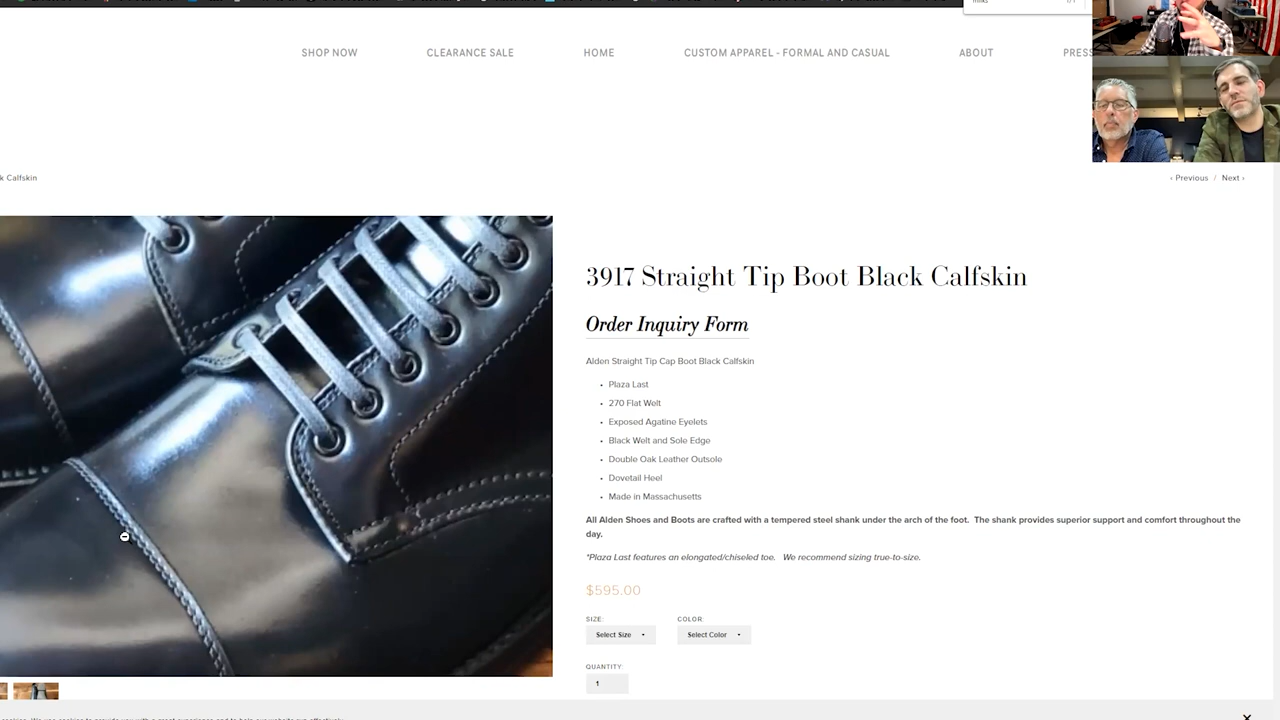 SHOP NOW CLEARANCE SALE HOME CUSTOM APPAREL - FORMAL AND CASUAL ABOUT PRESS
k Calfskin
‹ Previous / Next ›
3917 Straight Tip Boot Black Calfskin
Order Inquiry Form
Alden Straight Tip Cap Boot Black Calfskin
• Plaza Last
• 270 Flat Welt
• Exposed Agatine Eyelets
• Black Welt and Sole Edge
• Double Oak Leather Outsole
• Dovetail Heel
• Made in Massachusetts
All Alden Shoes and Boots are crafted with a tempered steel shank under the arch of the foot. The shank provides superior support and comfort throughout the
day.
*Plaza Last features an elongated/chiseled toe. We recommend sizing true-to-size.
$595.00
SIZE: COLOR:
Select Size Select Color
QUANTITY:
1